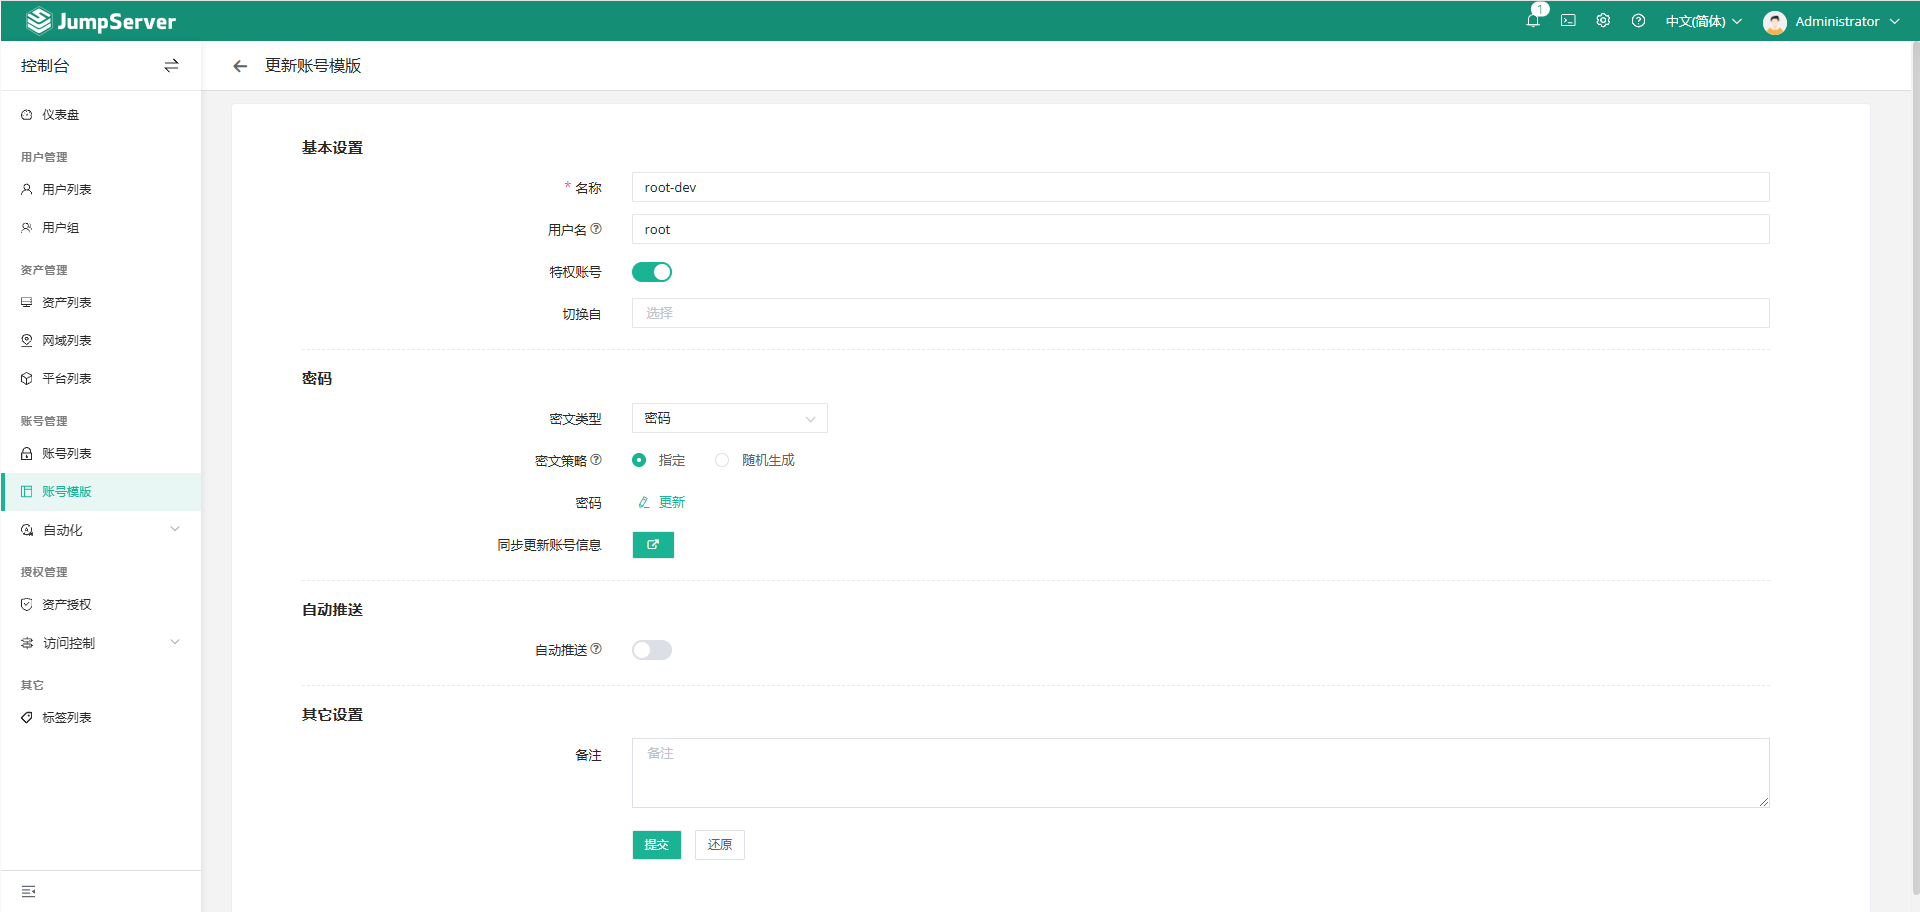 JumpServer
1
中文(简体)
Administrator
控制台
更新账号模版
仪表盘
用户管理
用户列表
用户组
资产管理
资产列表
网域列表
平台列表
账号管理
账号列表
账号模版
自动化
授权管理
资产授权
访问控制
其它
标签列表
基本设置
* 名称
root-dev
用户名
root
特权账号
切换自
选择
密码
密文类型
密码
密文策略
指定
随机生成
密码
更新
同步更新账号信息
自动推送
自动推送
其它设置
备注
备注
提交
还原